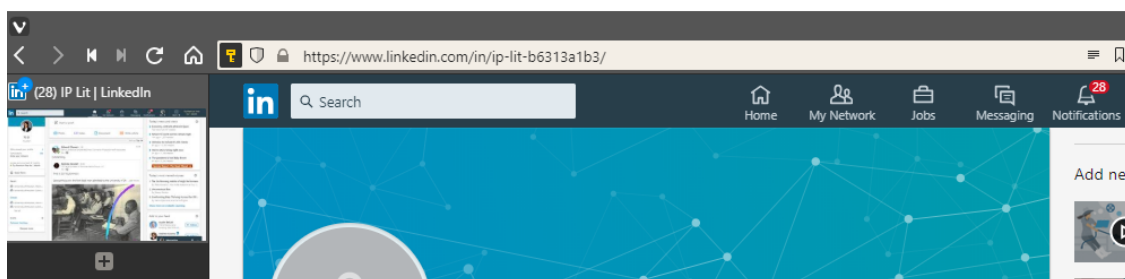 https://www.linkedin.com/in/ip-lit-b6313a1b3/
(28) IP Lit | LinkedIn
in
Search
Home
My Network
Jobs
Messaging
28
Notifications
Add ne